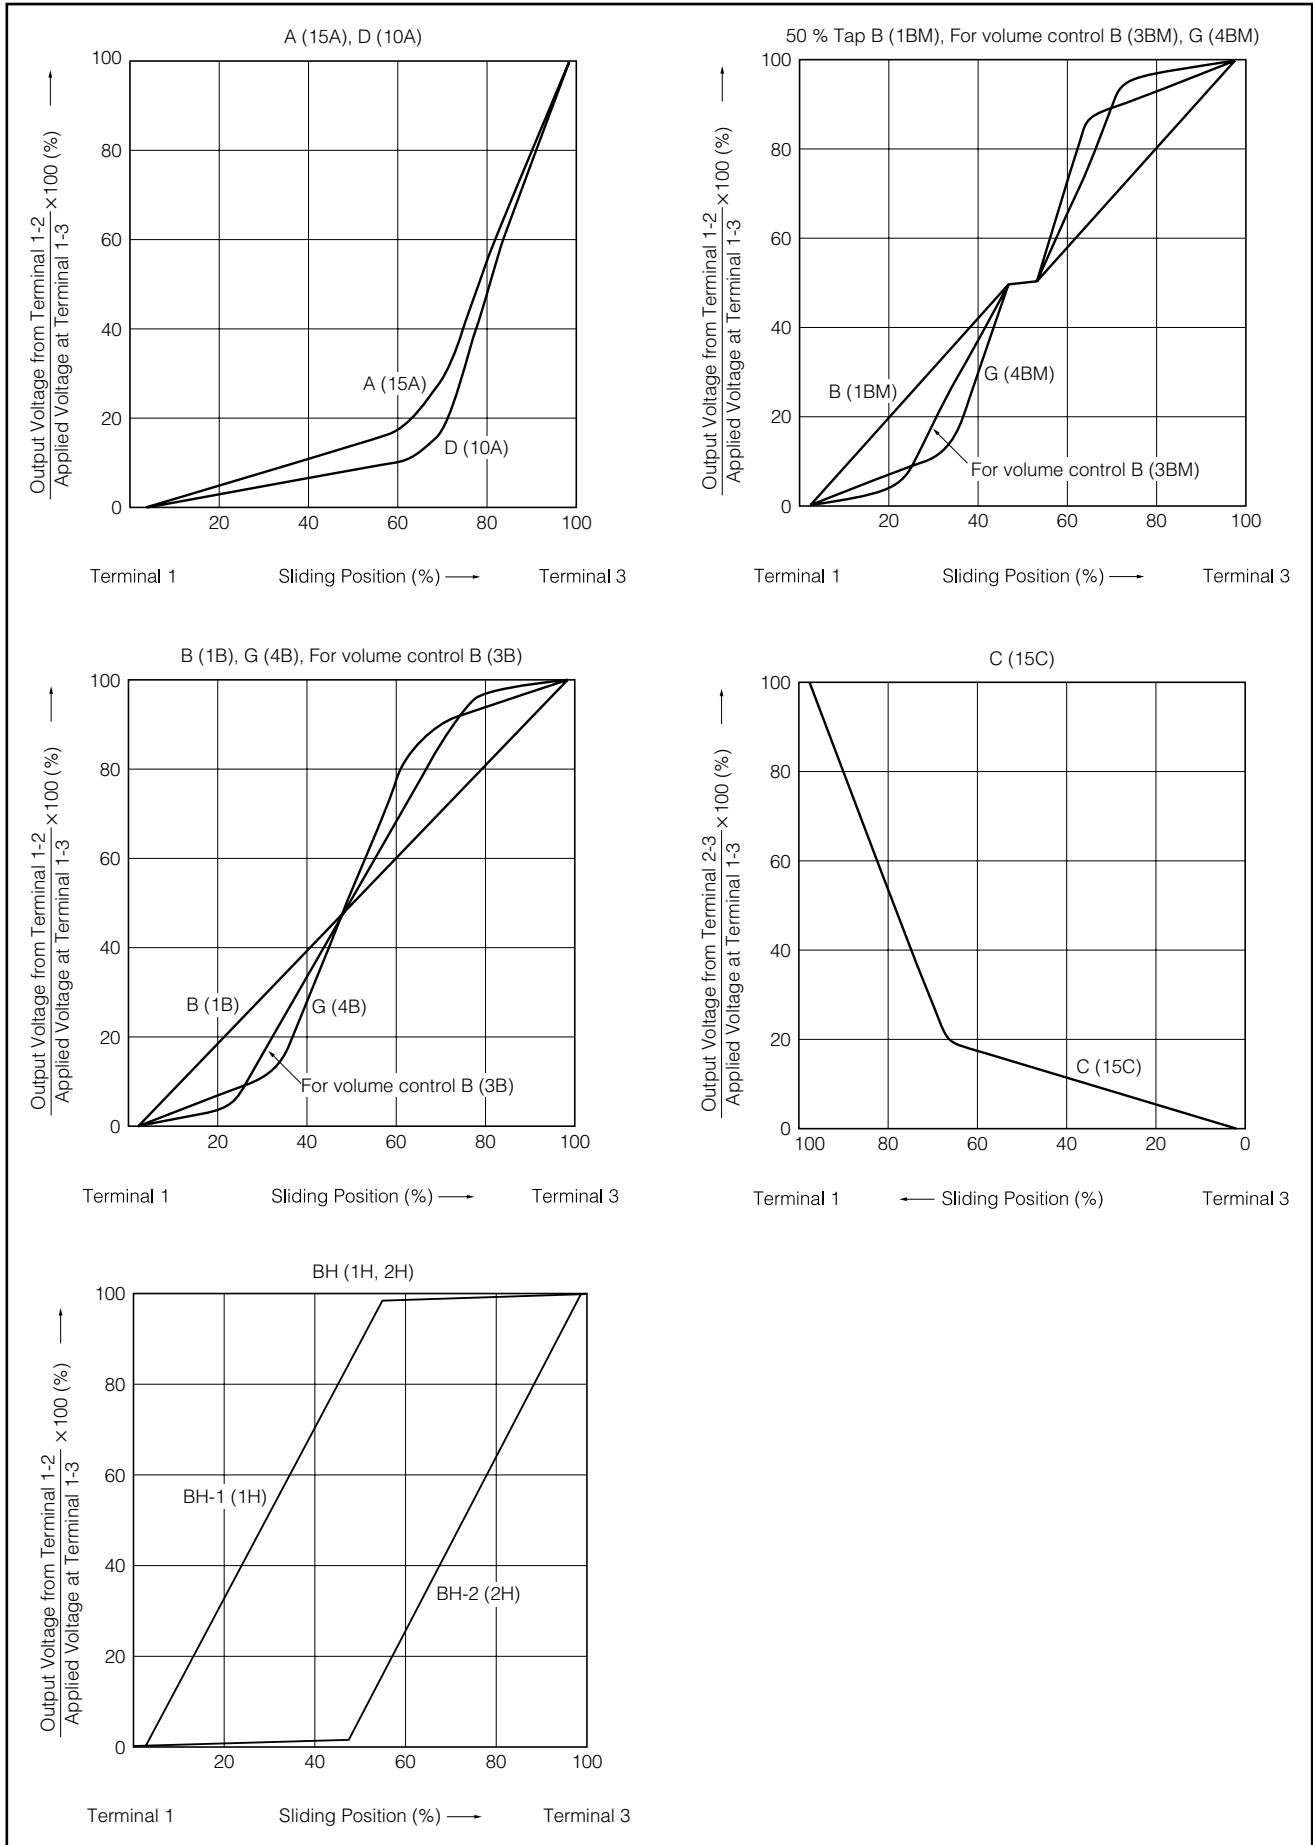 A (15A), D (10A)
Output Voltage from Terminal 1-2
Applied Voltage at Terminal 1-3
×100 (%)
100
80
60
40
20
0
A (15A)
D (10A)
20 40 60 80 100
Terminal 1 Sliding Position (%) Terminal 3
50 % Tap B (1BM), For volume control B (3BM), G (4BM)
Output Voltage from Terminal 1-2
Applied Voltage at Terminal 1-3
×100 (%)
100
80
60
40
20
0
B (1BM)
G (4BM)
For volume control B (3BM)
20 40 60 80 100
Terminal 1 Sliding Position (%) Terminal 3
B (1B), G (4B), For volume control B (3B)
Output Voltage from Terminal 1-2
Applied Voltage at Terminal 1-3
×100 (%)
100
80
60
40
20
0
B (1B)
G (4B)
For volume control B (3B)
20 40 60 80 100
Terminal 1 Sliding Position (%) Terminal 3
C (15C)
Output Voltage from Terminal 2-3
Applied Voltage at Terminal 1-3
×100 (%)
100
80
60
40
20
0
C (15C)
100 80 60 40 20 0
Terminal 1 Sliding Position (%) Terminal 3
BH (1H, 2H)
Output Voltage from Terminal 1-2
Applied Voltage at Terminal 1-3
×100 (%)
100
80
60
40
20
0
BH-1 (1H)
BH-2 (2H)
20 40 60 80 100
Terminal 1 Sliding Position (%) Terminal 3